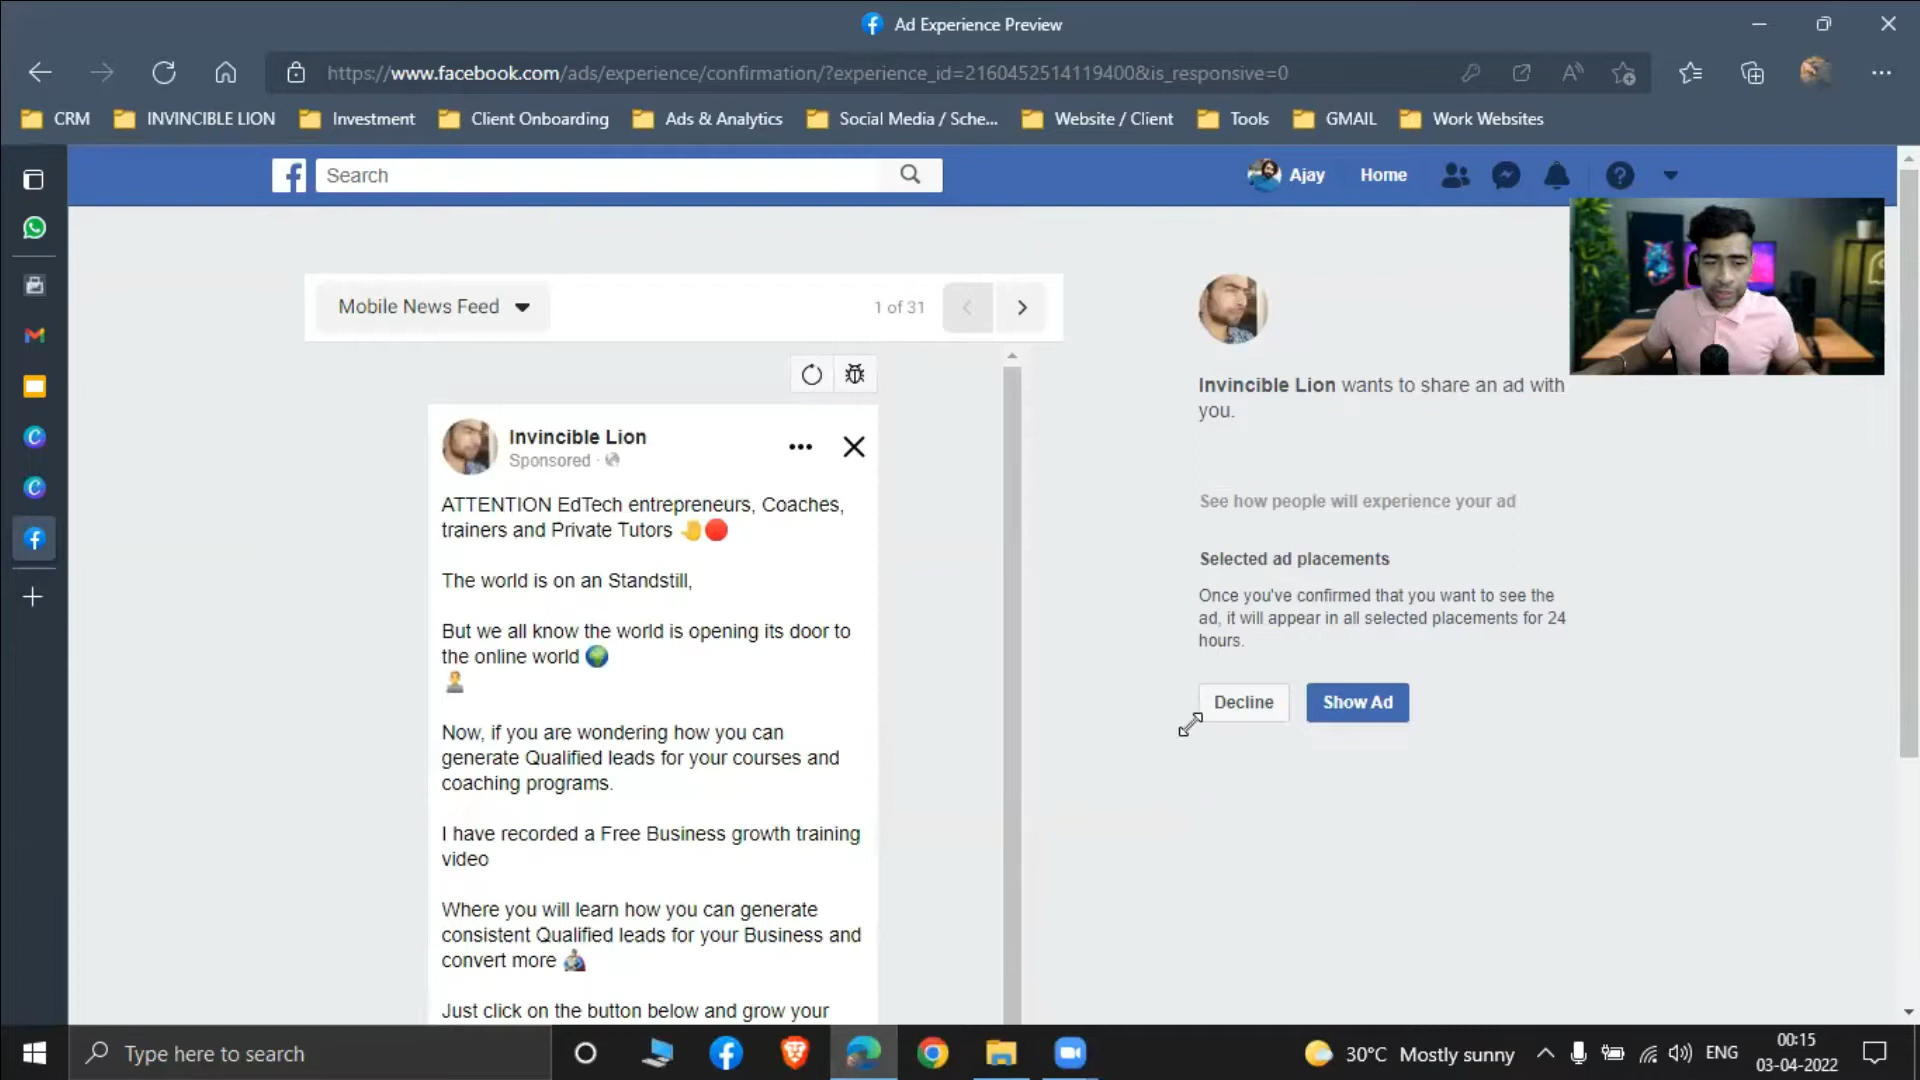 Ad Experience Preview
https://www.facebook.com/ads/experience/confirmation/?experience_id=2160452514119400&is_responsive=0
CRM
INVINCIBLE LION
Investment
Client Onboarding
Ads & Analytics
Social Media / Sche...
Website / Client
Tools
GMAIL
Work Websites
Search
Ajay
Home
Mobile News Feed
1 of 31
Invincible Lion
Sponsored ·
ATTENTION EdTech entrepreneurs, Coaches,
trainers and Private Tutors 🤚🔴
The world is on an Standstill,
But we all know the world is opening its door to
the online world 🌍
Now, if you are wondering how you can
generate Qualified leads for your courses and
coaching programs.
I have recorded a Free Business growth training
video
Where you will learn how you can generate
consistent Qualified leads for your Business and
convert more
Just click on the button below and grow your
Invincible Lion wants to share an ad with
you.
See how people will experience your ad
Selected ad placements
Once you've confirmed that you want to see the
ad, it will appear in all selected placements for 24
hours.
Decline
Show Ad
Type here to search
30°C Mostly sunny
ENG
00:15
03-04-2022